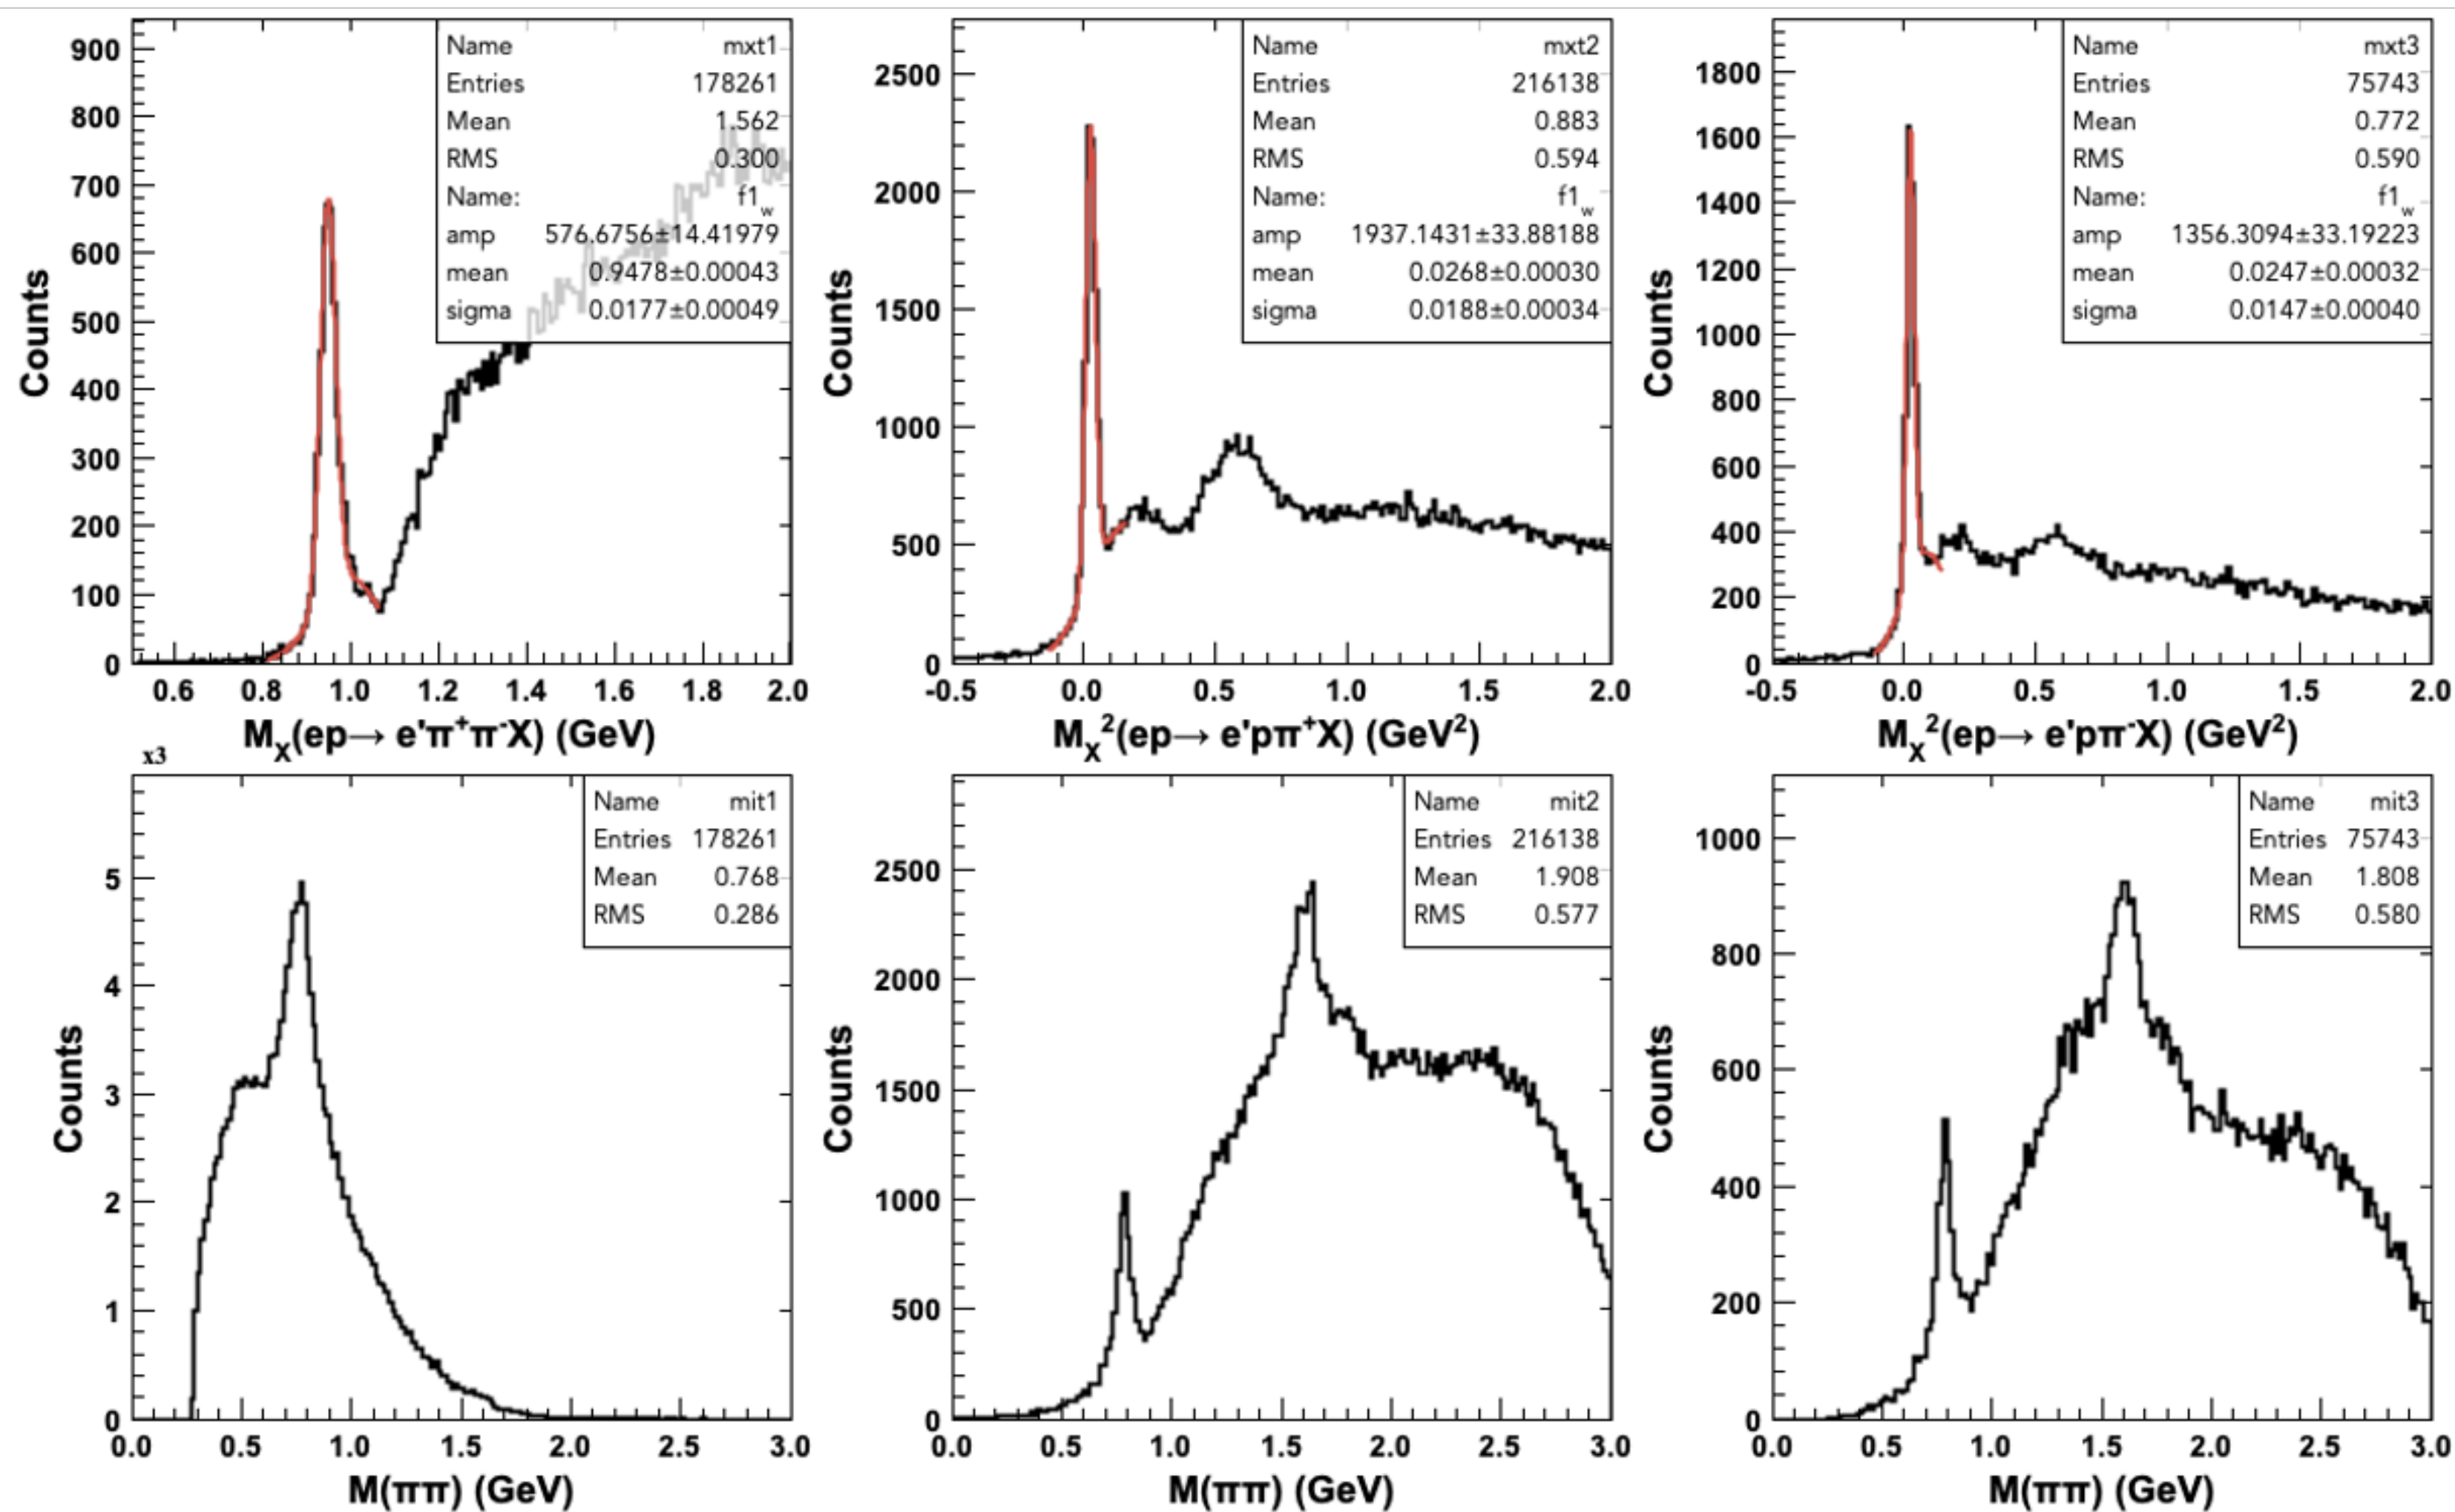 Name mxt1
Entries 178261
Mean 1.562
RMS 0.300
Name: f1w
amp 576.6756±14.41979
mean 0.9478±0.00043
sigma 0.0177±0.00049
900
800
700
600
500
400
300
200
100
0
Counts
0.6 0.8 1.0 1.2 1.4 1.6 1.8 2.0
Mx(ep→ e'π+π-X) (GeV)
Name mxt2
Entries 216138
Mean 0.883
RMS 0.594
Name: f1w
amp 1937.1431±33.88188
mean 0.0268±0.00030
sigma 0.0188±0.00034
2500
2000
1500
1000
500
0
Counts
-0.5 0.0 0.5 1.0 1.5 2.0
Mx2(ep→ e'pπ+X) (GeV2)
Name mxt3
Entries 75743
Mean 0.772
RMS 0.590
Name: f1w
amp 1356.3094±33.19223
mean 0.0247±0.00032
sigma 0.0147±0.00040
1800
1600
1400
1200
1000
800
600
400
200
0
Counts
-0.5 0.0 0.5 1.0 1.5 2.0
Mx2(ep→ e'pπ-X) (GeV2)
x3
Name mit1
Entries 178261
Mean 0.768
RMS 0.286
5
4
3
2
1
0
Counts
0.0 0.5 1.0 1.5 2.0 2.5 3.0
M(ππ) (GeV)
Name mit2
Entries 216138
Mean 1.908
RMS 0.577
2500
2000
1500
1000
500
0
Counts
0.0 0.5 1.0 1.5 2.0 2.5 3.0
M(ππ) (GeV)
Name mit3
Entries 75743
Mean 1.808
RMS 0.580
1000
800
600
400
200
0
Counts
0.0 0.5 1.0 1.5 2.0 2.5 3.0
M(ππ) (GeV)